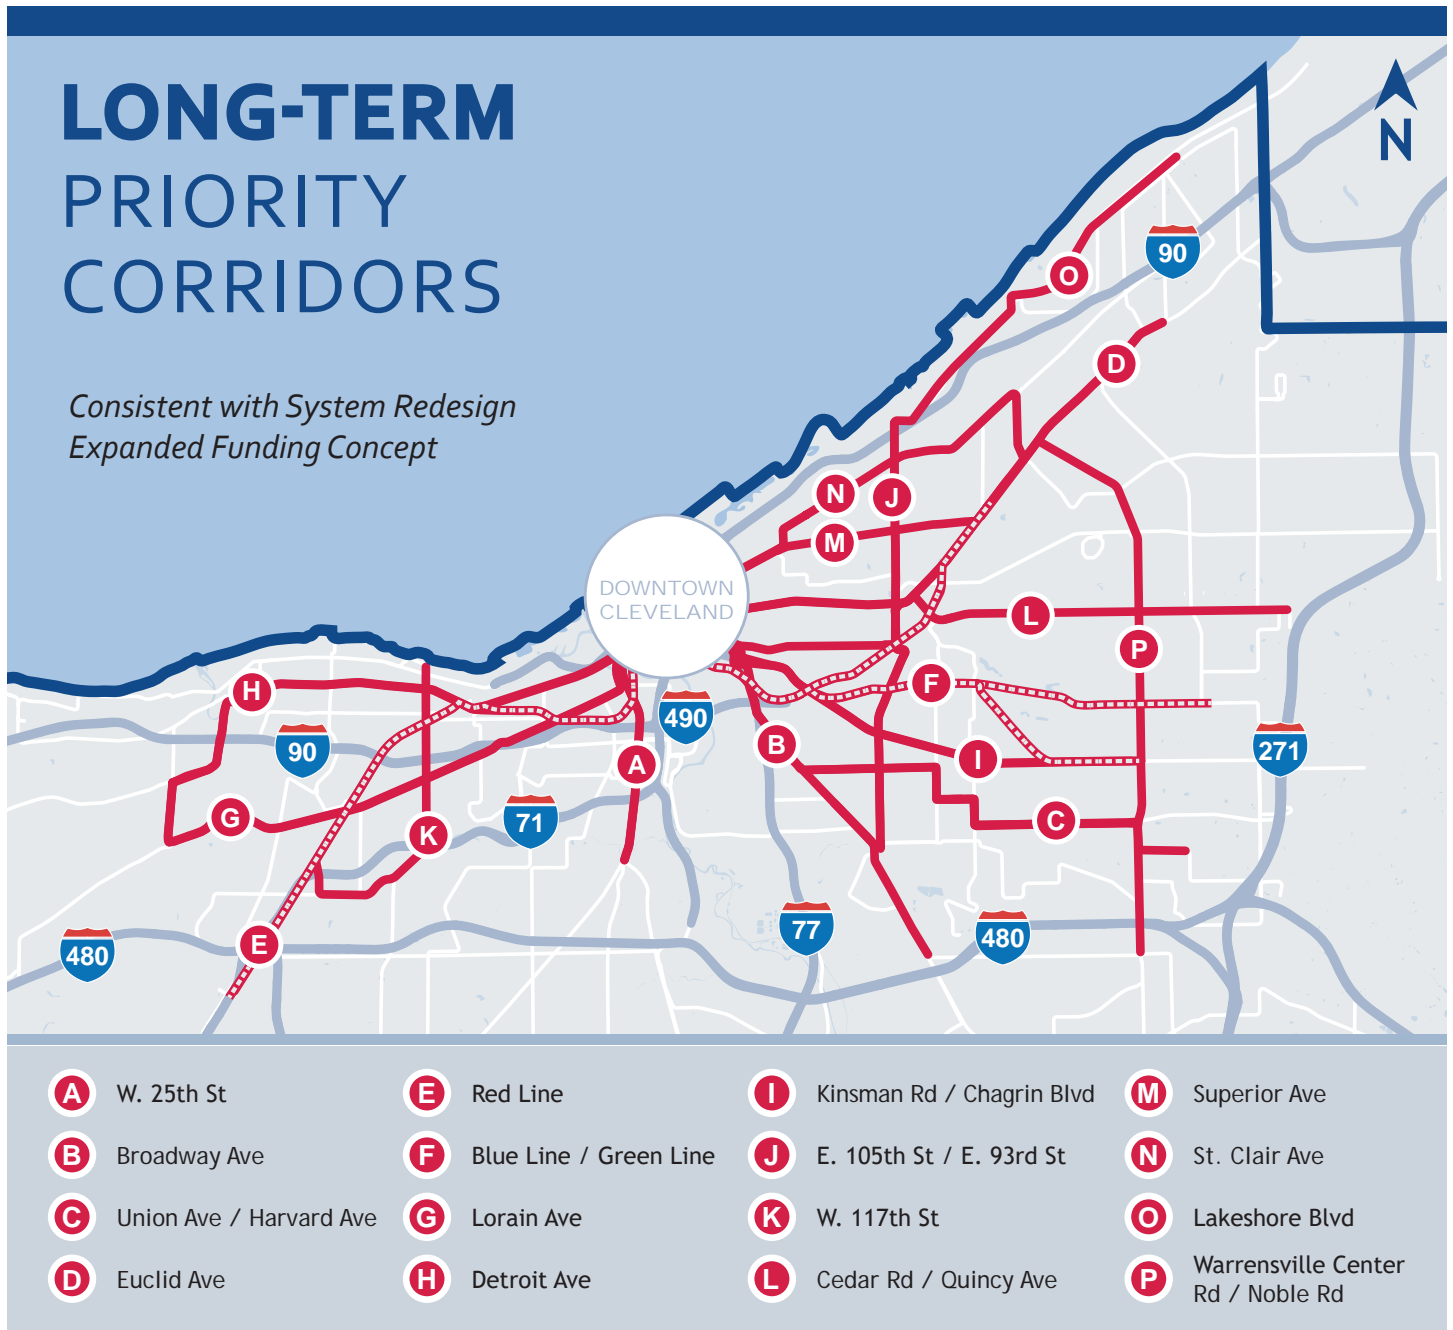 LONG-TERM
PRIORITY
CORRIDORS
Consistent with System Redesign
Expanded Funding Concept
N
90
O
D
N
J
M
DOWNTOWN
CLEVELAND
L
P
H
F
490
90
B
A
I
271
G
71
K
C
E
480
77
480
A W. 25th St
B Broadway Ave
C Union Ave / Harvard Ave
D Euclid Ave
E Red Line
F Blue Line / Green Line
G Lorain Ave
H Detroit Ave
I Kinsman Rd / Chagrin Blvd
J E. 105th St / E. 93rd St
K W. 117th St
L Cedar Rd / Quincy Ave
M Superior Ave
N St. Clair Ave
O Lakeshore Blvd
P Warrensville Center
Rd / Noble Rd